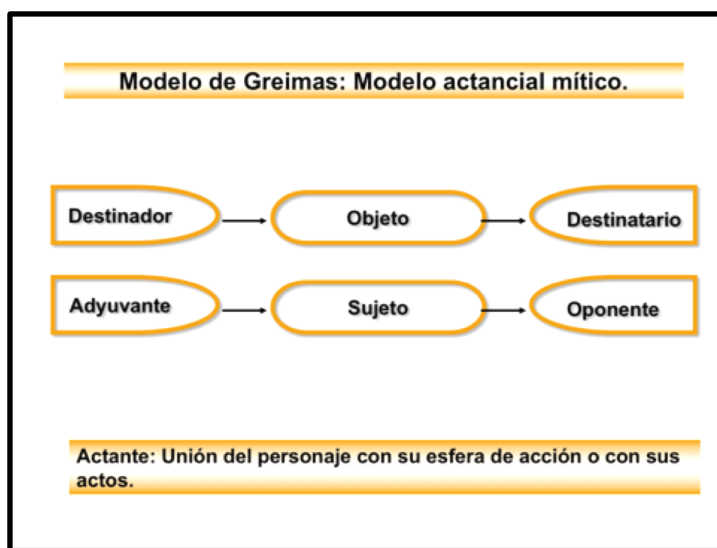 Modelo de Greimas: Modelo actancial mítico.
Destinador
Objeto
Destinatario
Adyuvante
Sujeto
Oponente
Actante: Unión del personaje con su esfera de acción o con sus
actos.